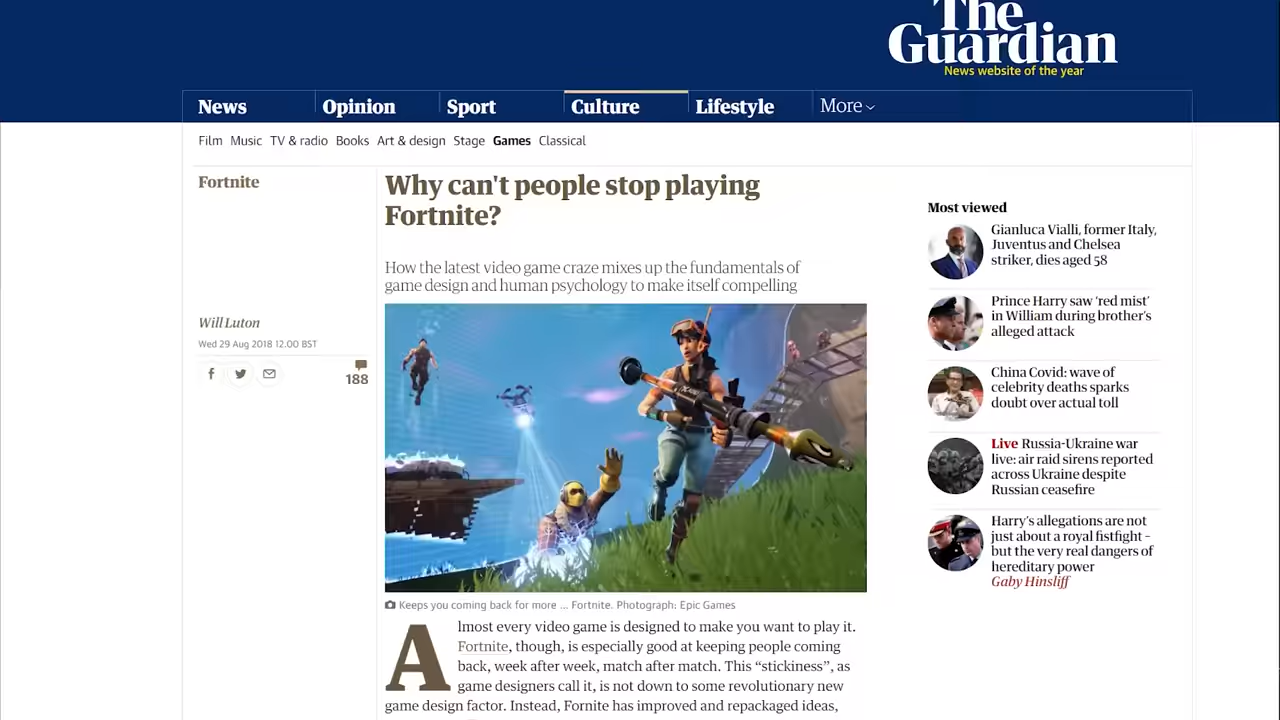 The
Guardian
News website of the year
News Opinion Sport Culture Lifestyle More
Film Music TV & radio Books Art & design Stage Games Classical
Fortnite
Why can't people stop playing
Fortnite?
How the latest video game craze mixes up the fundamentals of
game design and human psychology to make itself compelling
Will Luton
Wed 29 Aug 2018 12.00 BST
188
Keeps you coming back for more ... Fortnite. Photograph: Epic Games
Almost every video game is designed to make you want to play it.
Fortnite, though, is especially good at keeping people coming
back, week after week, match after match. This “stickiness”, as
game designers call it, is not down to some revolutionary new
game design factor. Instead, Fornite has improved and repackaged ideas,
Most viewed
Gianluca Vialli, former Italy,
Juventus and Chelsea
striker, dies aged 58
Prince Harry saw ‘red mist’
in William during brother’s
alleged attack
China Covid: wave of
celebrity deaths sparks
doubt over actual toll
Live Russia-Ukraine war
live: air raid sirens reported
across Ukraine despite
Russian ceasefire
Harry’s allegations are not
just about a royal fistfight –
but the very real dangers of
hereditary power
Gaby Hinsliff